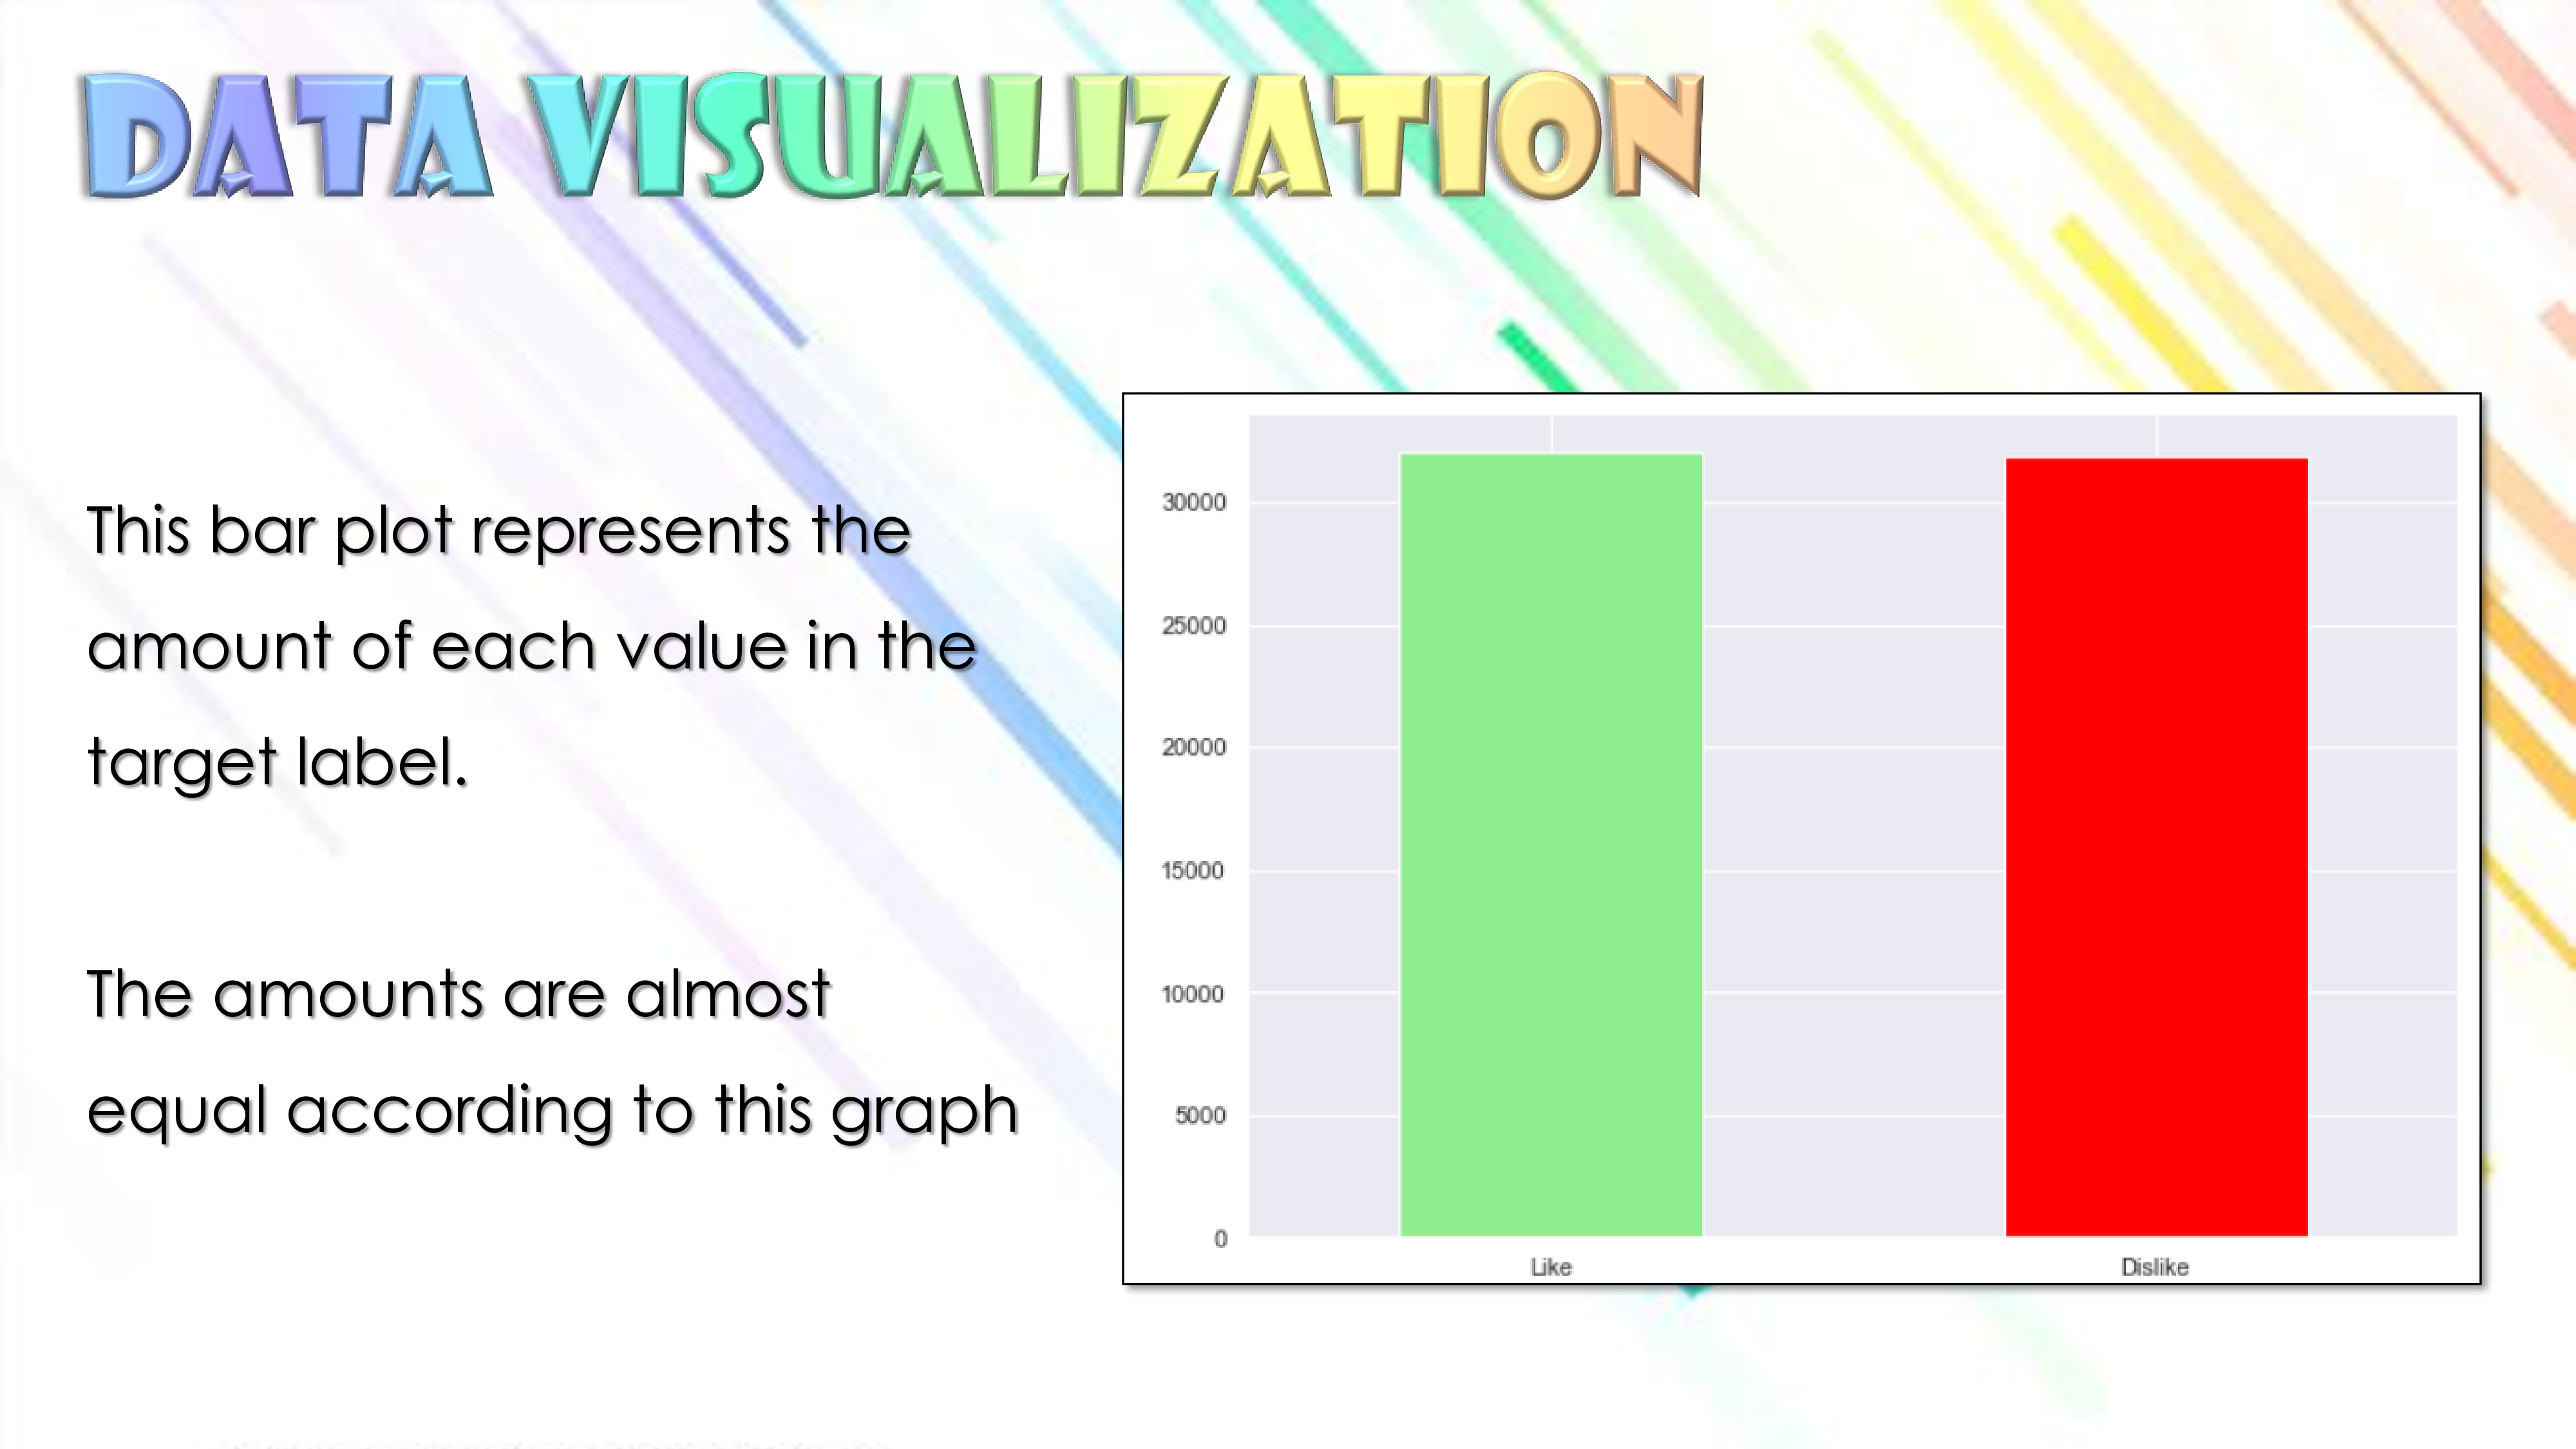 DATA VISUALIZATION
This bar plot represents the
amount of each value in the
target label.
The amounts are almost
equal according to this graph
30000
25000
20000
15000
10000
5000
0
Like
Dislike